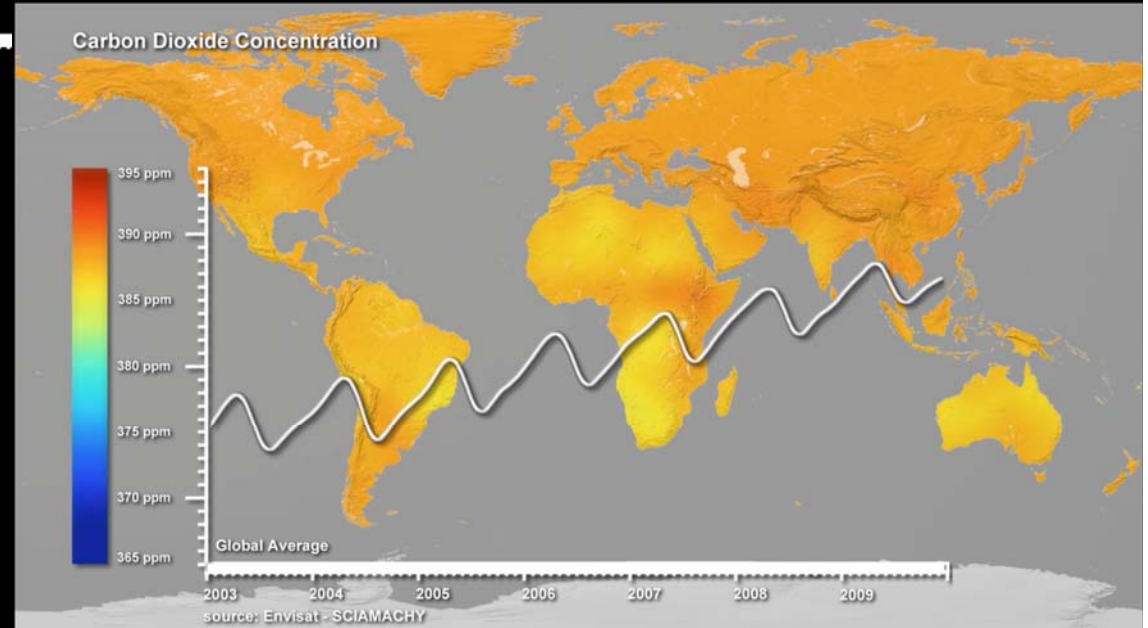 Carbon Dioxide Concentration
395 ppm
390 ppm
385 ppm
380 ppm
375 ppm
370 ppm
365 ppm
Global Average
2003 2004 2005 2006 2007 2008 2009
source: Envisat - SCIAMACHY